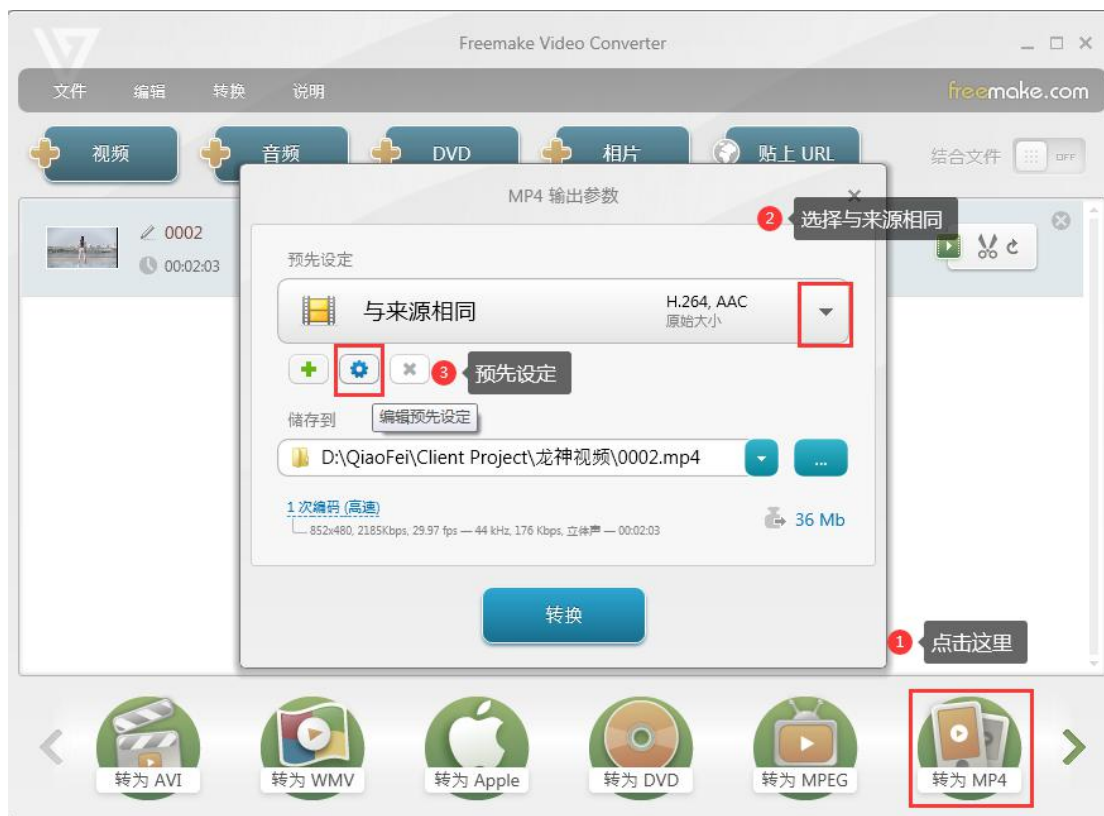 Freemake Video Converter
文件 编辑 转换 说明
freemake.com
视频 音频 DVD 相片 贴上 URL
结合文件 OFF
MP4 输出参数
2 选择与来源相同
0002
00:02:03
预先设定
与来源相同
H.264, AAC
原始大小
3 预先设定
编辑预先设定
储存到
D:\QiaoFei\Client Project\龙神视频\0002.mp4
...
1 次编码 (高速)
852x480, 2185Kbps, 29.97 fps — 44 kHz, 176 Kbps, 立体声 — 00:02:03
36 Mb
转换
1 点击这里
转为 AVI 转为 WMV 转为 Apple 转为 DVD 转为 MPEG 转为 MP4